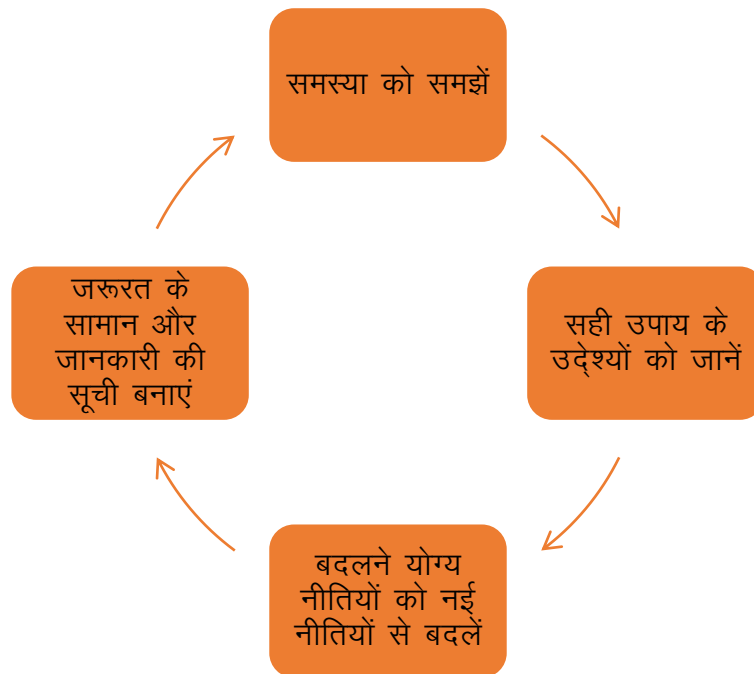 समस्या को समझें
सही उपाय के
उदे्श्यों को जानें
बदलने योग्य
नीतियों को नई
नीतियों से बदलें
जरूरत के
सामान और
जानकारी की
सूची बनाएं